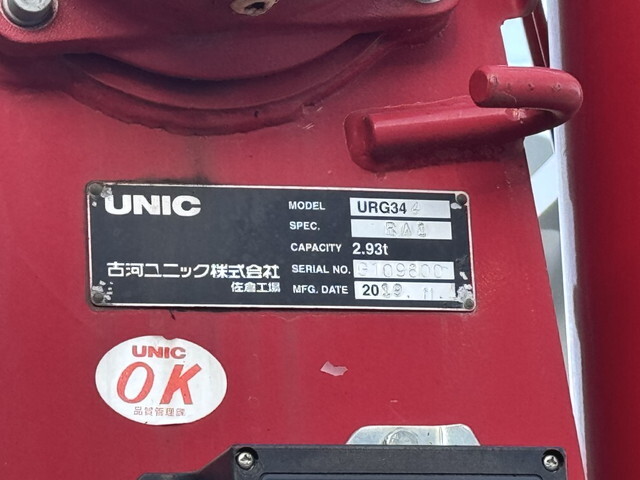 UNIC
MODEL URG344
SPEC.
CAPACITY 2.93t
SERIAL NO.
MFG. DATE
古河ユニック株式会社
佐倉工場
UNIC
OK
品質管理課